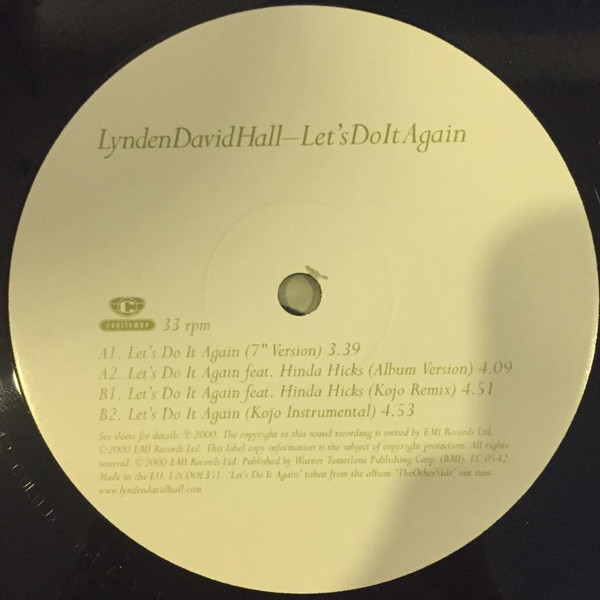 LyndenDavidHall—Let'sDoItAgain
C
cooltempo 33 rpm
A1. Let's Do It Again (7" Version) 3.39
A2. Let's Do It Again feat. Hinda Hicks (Album Version) 4.09
B1. Let's Do It Again feat. Hinda Hicks (Kojo Remix) 4.51
B2. Let's Do It Again (Kojo Instrumental) 4.53
See sleeve for details. ℗ 2000. The copyright in this sound recording is owned by EMI Records Ltd.
©2000 EMI Records Ltd. This label copy information is the subject of copyright protection. All rights
reserved. ©2000 EMI Records Ltd. Published by Warner Tamerlane Publishing Corp. (BMI), LC 0542.
Made in the EU. 12COOL351. "Let's Do It Again" taken from the album "TheOtherSide" out now.
www.lyndendavidhall.com